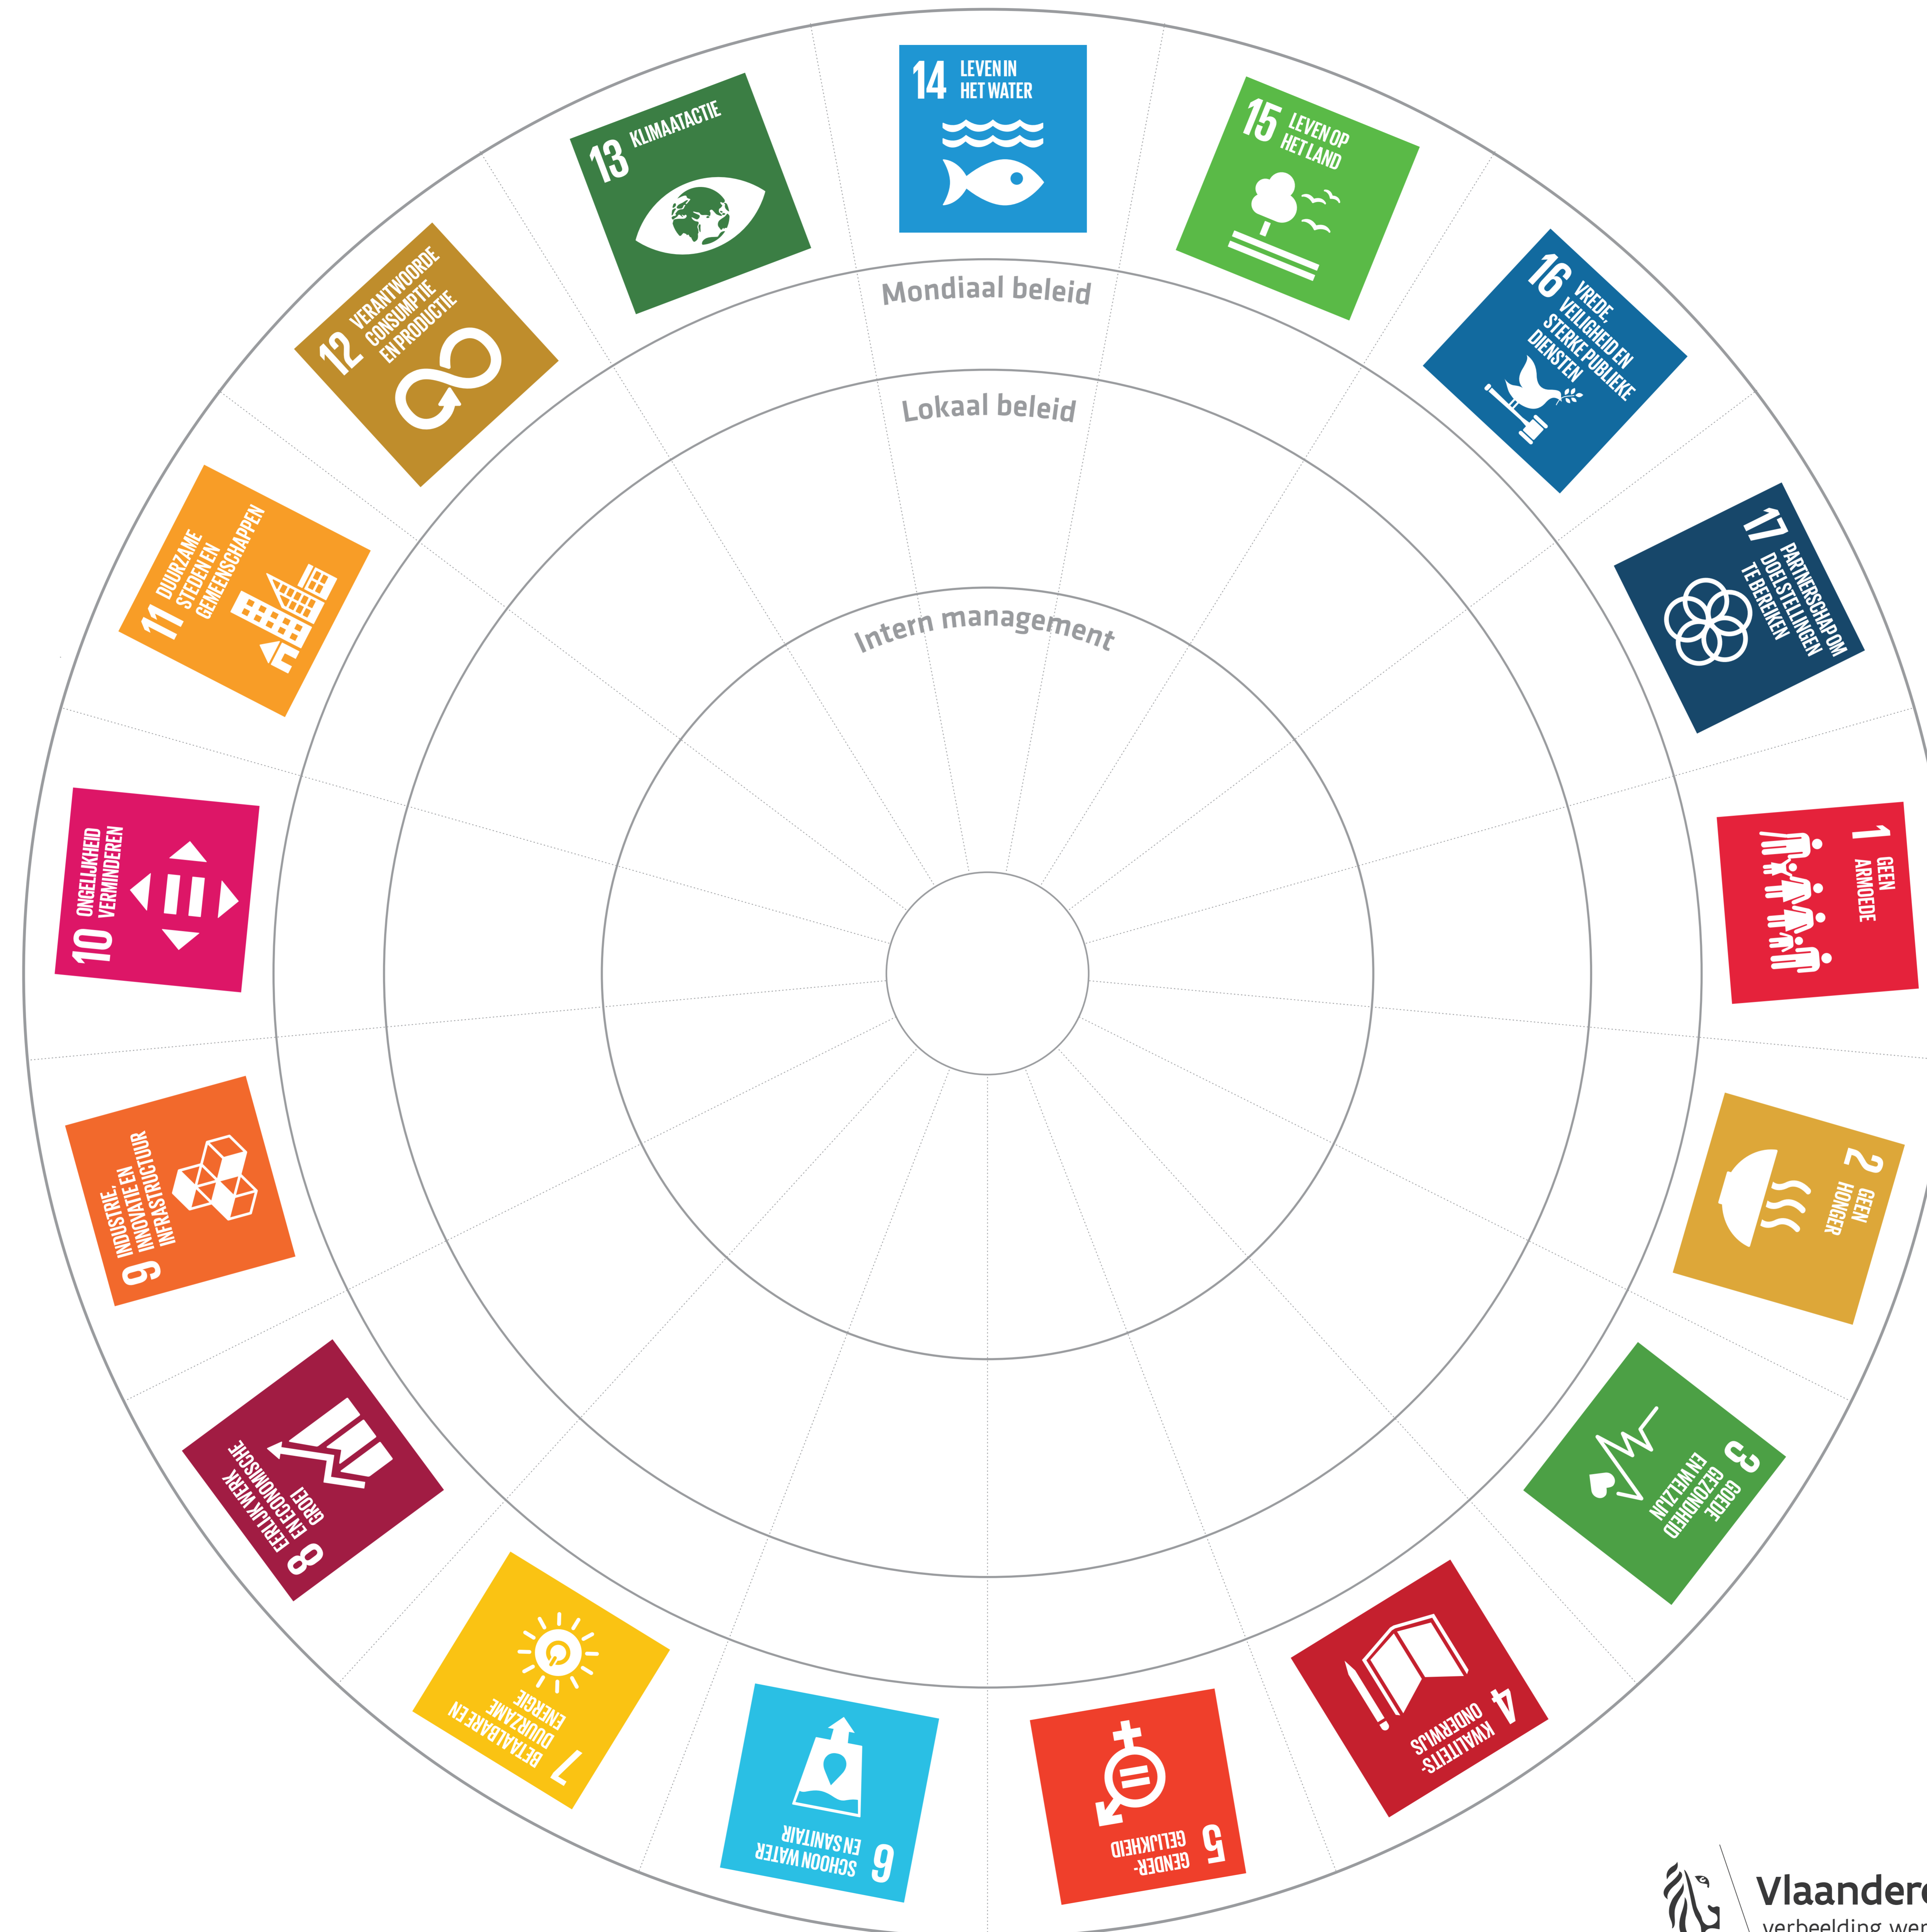 14 LEVEN IN
HET WATER
15 LEVEN OP
HET LAND
16 VREDE,
VEILIGHEID EN
STERKE PUBLIEKE
DIENSTEN
17 PARTNERSCHAP OM
DOELSTELLINGEN
TE BEREIKEN
1 GEEN
ARMOEDE
2 GEEN
HONGER
3 GOEDE
GEZONDHEID
EN WELZIJN
4 KWALITEITS-
ONDERWIJS
5 GENDER-
GELIJKHEID
6 SCHOON WATER
EN SANITAIR
7 BETAALBARE EN
DUURZAME
ENERGIE
8 EERLIJK WERK
EN ECONOMISCHE
GROEI
9 INDUSTRIE,
INNOVATIE EN
INFRASTRUCTUUR
10 ONGELIJKHEID
VERMINDEREN
11 DUURZAME
STEDEN EN
GEMEENSCHAPPEN
12 VERANTWOORDE
CONSUMPTIE
EN PRODUCTIE
13 KLIMAATACTIE
Mondiaal beleid
Lokaal beleid
Intern management
Vlaander
verbeelding wer